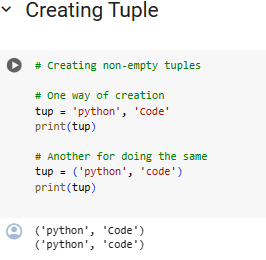 Creating Tuple
# Creating non-empty tuples
# One way of creation
tup = 'python', 'Code'
print(tup)
# Another for doing the same
tup = ('python', 'code')
print(tup)
('python', 'Code')
('python', 'code')